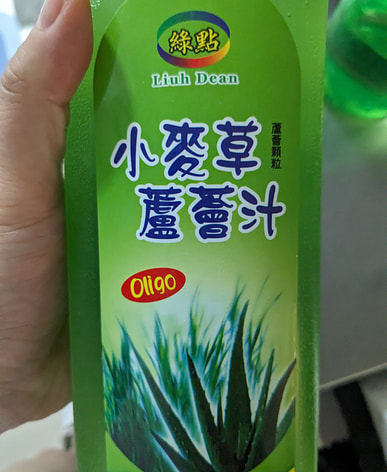 綠點
Liuh Dean
小麥草
蘆薈汁
蘆薈顆粒
Oligo